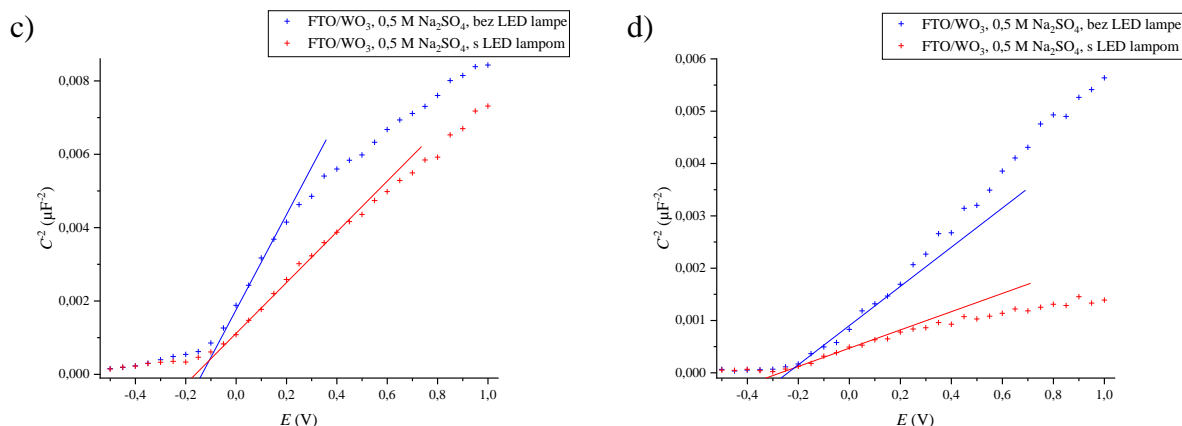 c)
FTO/WO₃, 0,5 M Na₂SO₄, bez LED lampe
FTO/WO₃, 0,5 M Na₂SO₄, s LED lampom
0,008
0,006
0,004
0,002
0,000
C⁻² (µF⁻²)
-0,4 -0,2 0,0 0,2 0,4 0,6 0,8 1,0
E (V)
d)
FTO/WO₃, 0,5 M Na₂SO₄, bez LED lampe
FTO/WO₃, 0,5 M Na₂SO₄, s LED lampom
0,006
0,005
0,004
0,003
0,002
0,001
0,000
C⁻² (µF⁻²)
-0,4 -0,2 0,0 0,2 0,4 0,6 0,8 1,0
E (V)